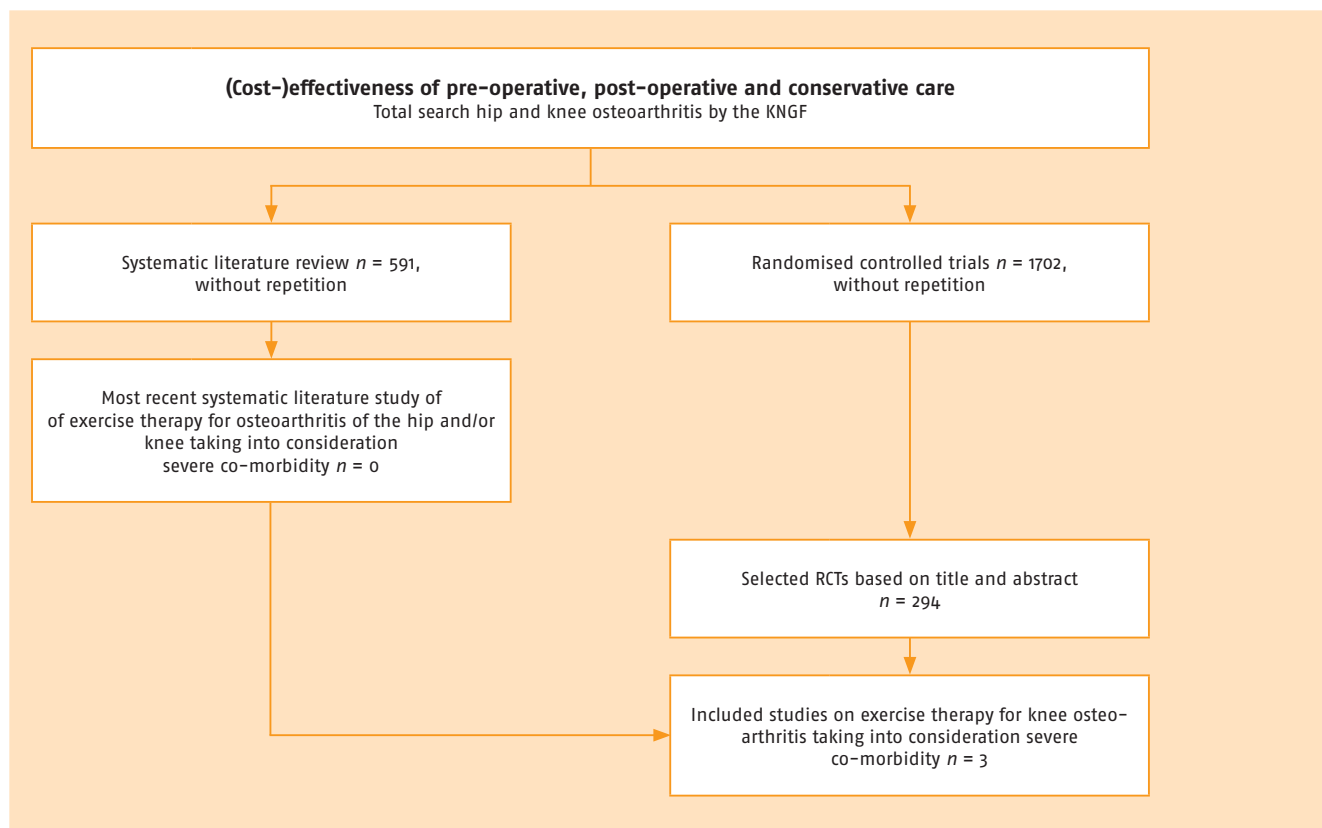 (Cost-)effectiveness of pre-operative, post-operative and conservative care
Total search hip and knee osteoarthritis by the KNGF
Systematic literature review n = 591,
without repetition
Randomised controlled trials n = 1702,
without repetition
Most recent systematic literature study of
of exercise therapy for osteoarthritis of the hip and/or
knee taking into consideration
severe co-morbidity n = 0
Selected RCTs based on title and abstract
n = 294
Included studies on exercise therapy for knee osteo-
arthritis taking into consideration severe
co-morbidity n = 3